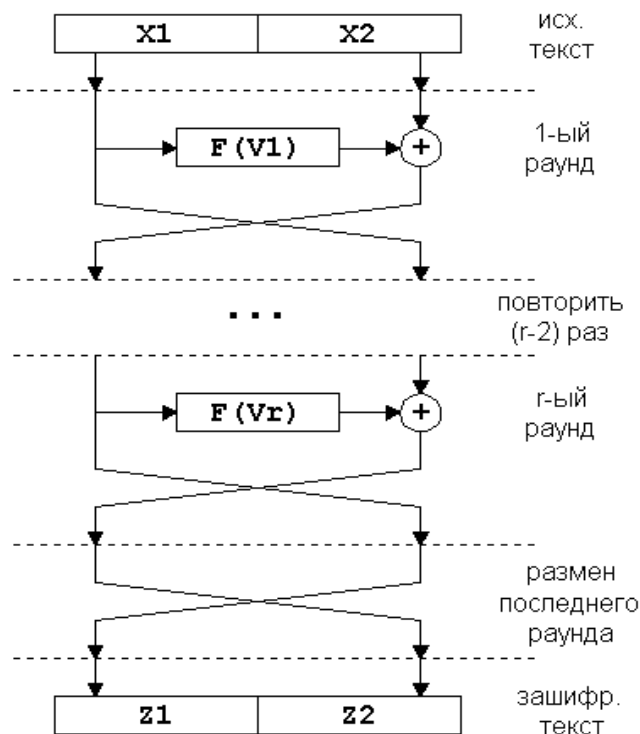 X1 X2
исх.
текст
F(V1) +
1-ый
раунд
...
повторить
(r-2) раз
F(Vr) +
r-ый
раунд
размен
последнего
раунда
Z1 Z2
зашифр.
текст